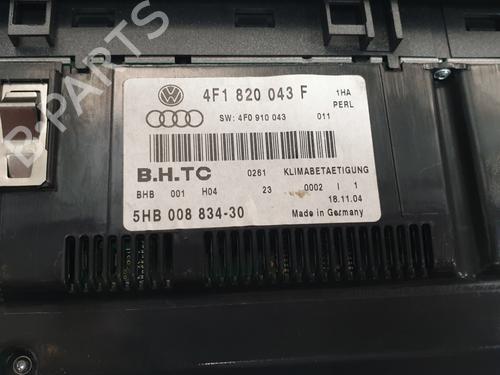 B-PARTS
4F1 820 043 F 1HA
PERL
SW: 4F0 910 043 011
B.H.TC 0261 KLIMABETAETIGUNG
BHB 001 H04 23 0002 I 1
18.11.04
5HB 008 834-30 Made in Germany